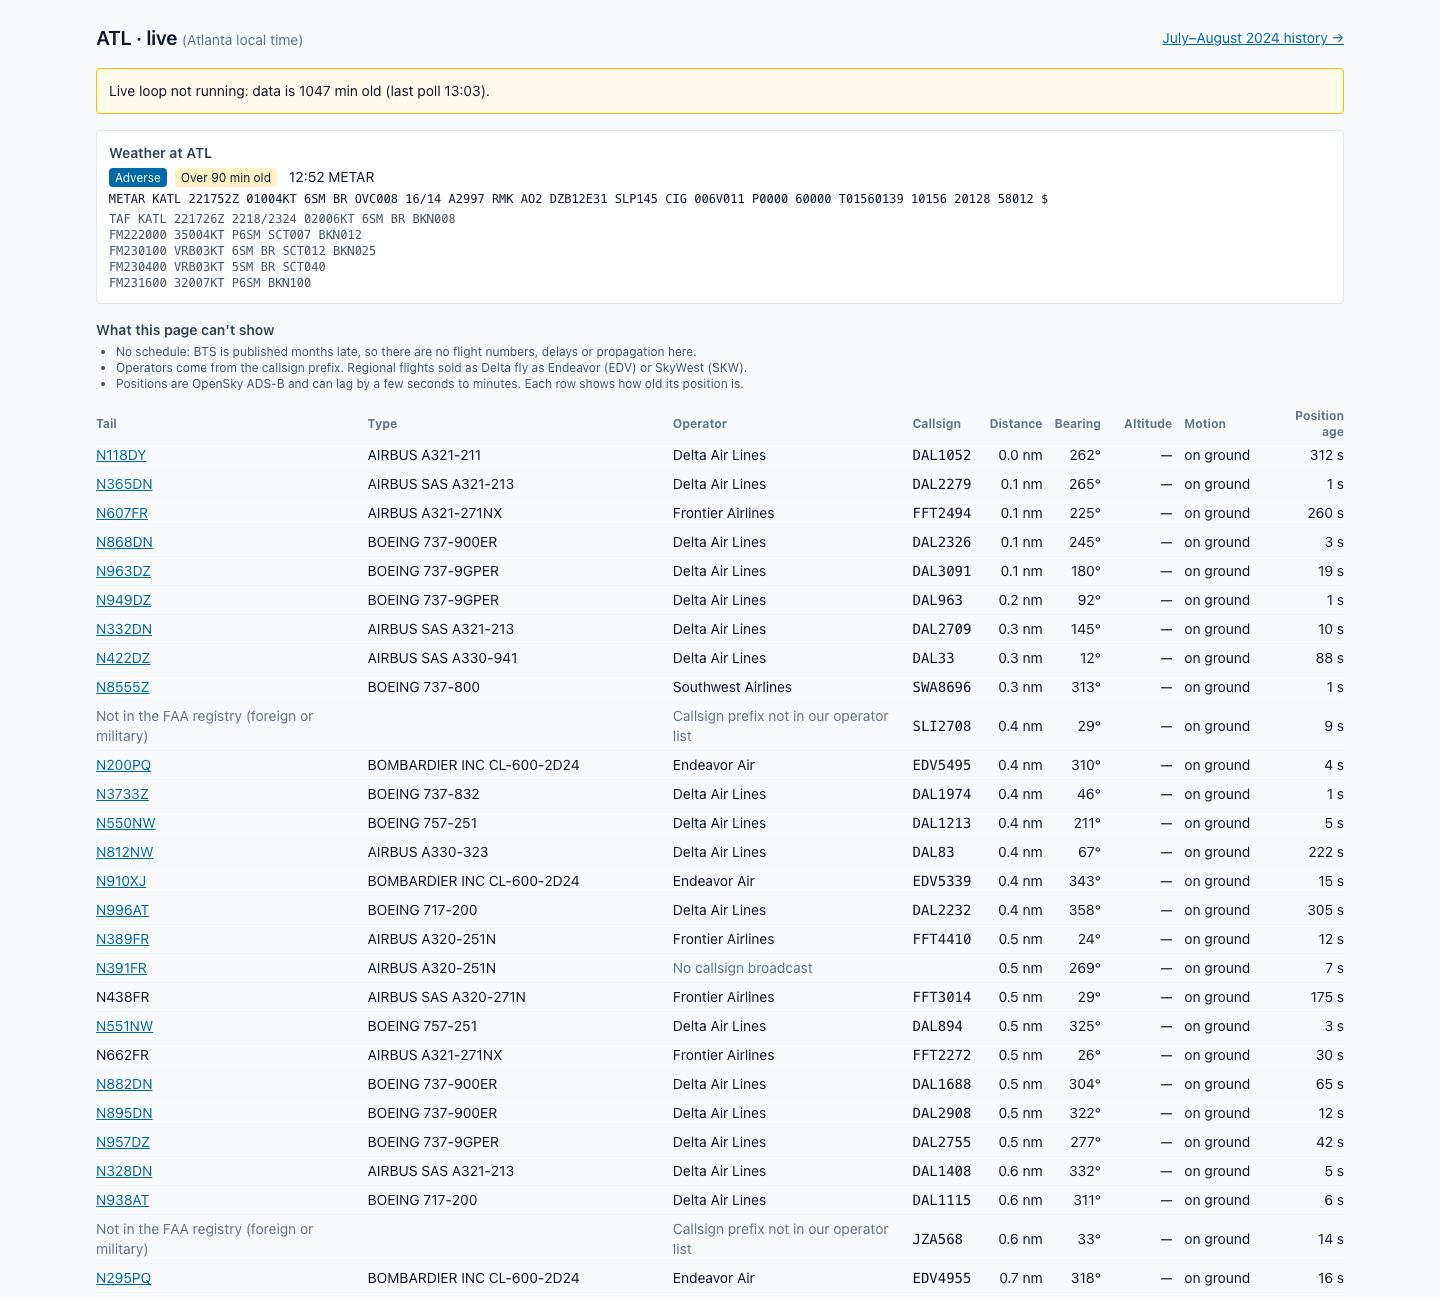 ATL · live (Atlanta local time)
July–August 2024 history →
Live loop not running: data is 1047 min old (last poll 13:03).
Weather at ATL
Adverse Over 90 min old 12:52 METAR
METAR KATL 221752Z 01004KT 6SM BR OVC008 16/14 A2997 RMK AO2 DZB12E31 SLP145 CIG 006V011 P0000 60000 T01560139 10156 20128 58012 $
TAF KATL 221726Z 2218/2324 02006KT 6SM BR BKN008
FM222000 35004KT P6SM SCT007 BKN012
FM230100 VRB03KT 6SM BR SCT012 BKN025
FM230400 VRB03KT 5SM BR SCT040
FM231600 32007KT P6SM BKN100
What this page can't show
• No schedule: BTS is published months late, so there are no flight numbers, delays or propagation here.
• Operators come from the callsign prefix. Regional flights sold as Delta fly as Endeavor (EDV) or SkyWest (SKW).
• Positions are OpenSky ADS-B and can lag by a few seconds to minutes. Each row shows how old its position is.
Tail Type Operator Callsign Distance Bearing Altitude Motion Position
age
N118DY AIRBUS A321-211 Delta Air Lines DAL1052 0.0 nm 262° — on ground 312 s
N365DN AIRBUS SAS A321-213 Delta Air Lines DAL2279 0.1 nm 265° — on ground 1 s
N607FR AIRBUS A321-271NX Frontier Airlines FFT2494 0.1 nm 225° — on ground 260 s
N868DN BOEING 737-900ER Delta Air Lines DAL2326 0.1 nm 245° — on ground 3 s
N963DZ BOEING 737-9GPER Delta Air Lines DAL3091 0.1 nm 180° — on ground 19 s
N949DZ BOEING 737-9GPER Delta Air Lines DAL963 0.2 nm 92° — on ground 1 s
N332DN AIRBUS SAS A321-213 Delta Air Lines DAL2709 0.3 nm 145° — on ground 10 s
N422DZ AIRBUS SAS A330-941 Delta Air Lines DAL33 0.3 nm 12° — on ground 88 s
N8555Z BOEING 737-800 Southwest Airlines SWA8696 0.3 nm 313° — on ground 1 s
Not in the FAA registry (foreign or Callsign prefix not in our operator
military) list SLI2708 0.4 nm 29° — on ground 9 s
N200PQ BOMBARDIER INC CL-600-2D24 Endeavor Air EDV5495 0.4 nm 310° — on ground 4 s
N3733Z BOEING 737-832 Delta Air Lines DAL1974 0.4 nm 46° — on ground 1 s
N550NW BOEING 757-251 Delta Air Lines DAL1213 0.4 nm 211° — on ground 5 s
N812NW AIRBUS A330-323 Delta Air Lines DAL83 0.4 nm 67° — on ground 222 s
N910XJ BOMBARDIER INC CL-600-2D24 Endeavor Air EDV5339 0.4 nm 343° — on ground 15 s
N996AT BOEING 717-200 Delta Air Lines DAL2232 0.4 nm 358° — on ground 305 s
N389FR AIRBUS A320-251N Frontier Airlines FFT4410 0.5 nm 24° — on ground 12 s
N391FR AIRBUS A320-251N No callsign broadcast 0.5 nm 269° — on ground 7 s
N438FR AIRBUS SAS A320-271N Frontier Airlines FFT3014 0.5 nm 29° — on ground 175 s
N551NW BOEING 757-251 Delta Air Lines DAL894 0.5 nm 325° — on ground 3 s
N662FR AIRBUS A321-271NX Frontier Airlines FFT2272 0.5 nm 26° — on ground 30 s
N882DN BOEING 737-900ER Delta Air Lines DAL1688 0.5 nm 304° — on ground 65 s
N895DN BOEING 737-900ER Delta Air Lines DAL2908 0.5 nm 322° — on ground 12 s
N957DZ BOEING 737-9GPER Delta Air Lines DAL2755 0.5 nm 277° — on ground 42 s
N328DN AIRBUS SAS A321-213 Delta Air Lines DAL1408 0.6 nm 332° — on ground 5 s
N938AT BOEING 717-200 Delta Air Lines DAL1115 0.6 nm 311° — on ground 6 s
Not in the FAA registry (foreign or Callsign prefix not in our operator
military) list JZA568 0.6 nm 33° — on ground 14 s
N295PQ BOMBARDIER INC CL-600-2D24 Endeavor Air EDV4955 0.7 nm 318° — on ground 16 s